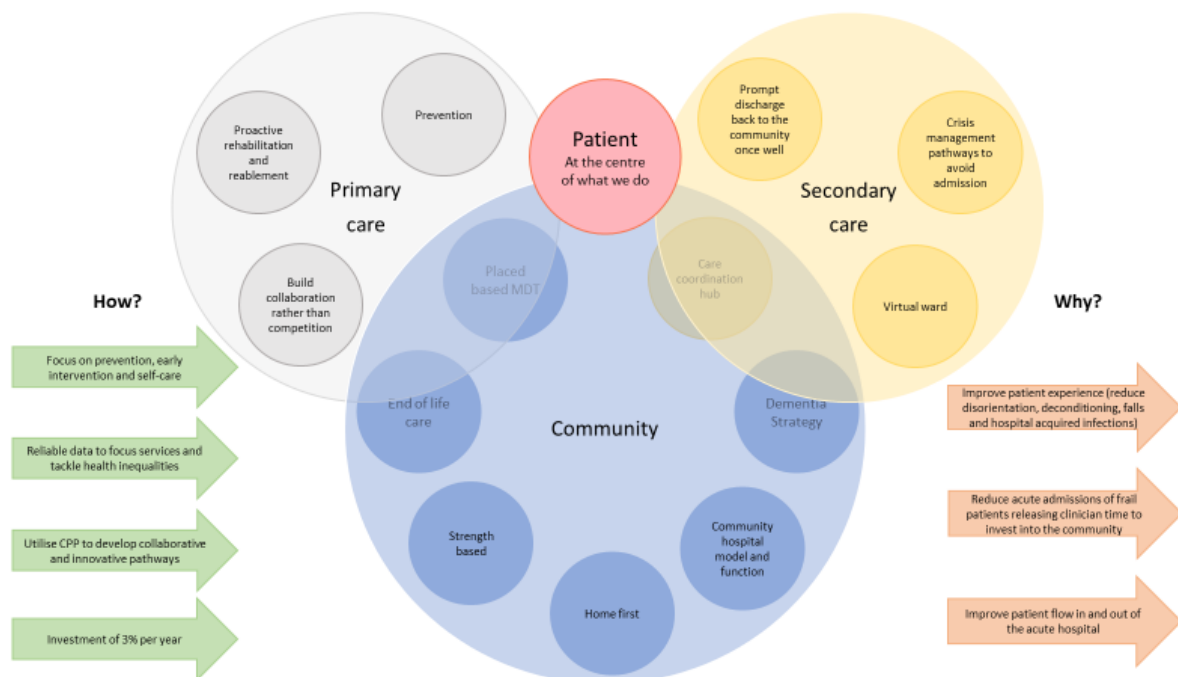 Prevention
Proactive
rehabilitation
and
reablement
Primary
care
Build
collaboration
rather than
competition
Patient
At the centre
of what we do
Prompt
discharge
back to the
community
once well
Crisis
management
pathways to
avoid
admission
Secondary
care
Virtual ward
Placed
based MDT
Care
coordination
hub
End of life
care
Community
Dementia
Strategy
Strength
based
Home first
Community
hospital
model and
function
How?
Focus on prevention, early
intervention and self-care
Reliable data to focus services and
tackle health inequalities
Utilise CPP to develop collaborative
and innovative pathways
Investment of 3% per year
Why?
Improve patient experience (reduce
disorientation, deconditioning, falls
and hospital acquired infections)
Reduce acute admissions of frail
patients releasing clinician time to
invest into the community
Improve patient flow in and out of
the acute hospital